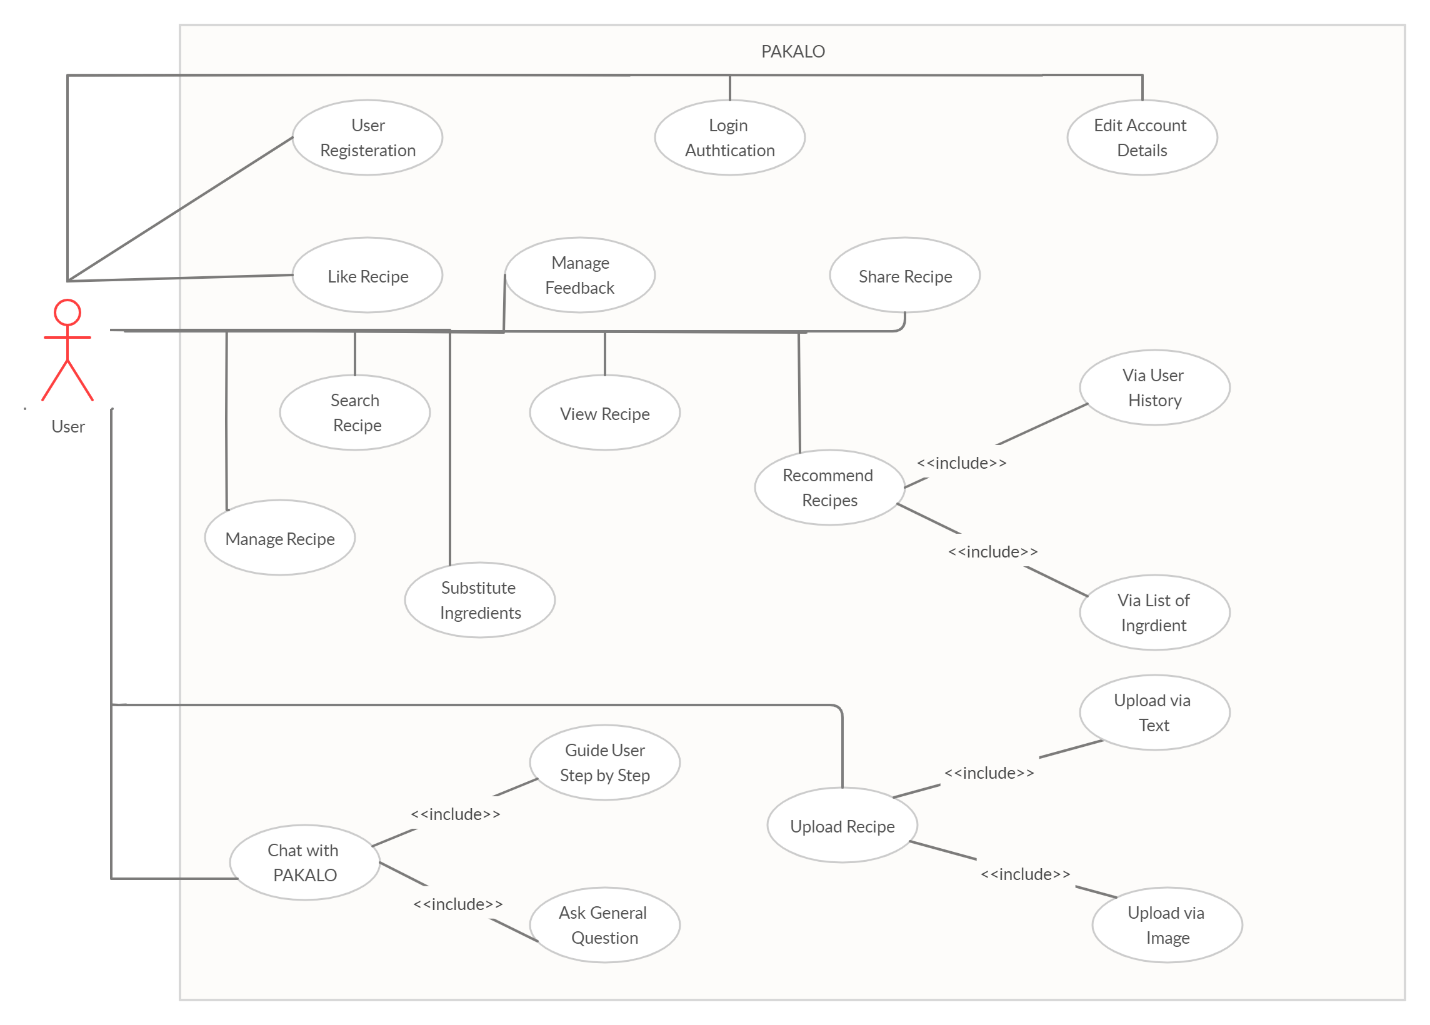 PAKALO
User
Registeration
Login
Authtication
Edit Account
Details
Like Recipe
Manage
Feedback
Share Recipe
User
Search
Recipe
View Recipe
Via User
History
<<include>>
Recommend
Recipes
<<include>>
Manage Recipe
Substitute
Ingredients
Via List of
Ingrdient
Upload via
Text
Guide User
Step by Step
<<include>>
<<include>>
Upload Recipe
Chat with
PAKALO
<<include>>
<<include>>
Ask General
Question
Upload via
Image